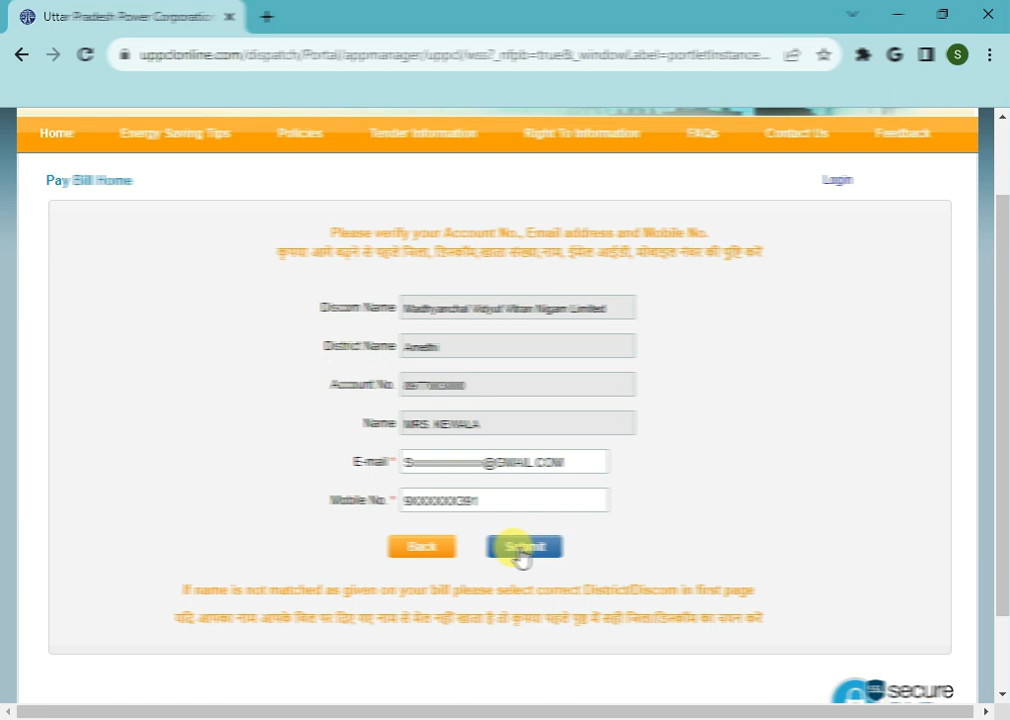 Uttar Pradesh Power Corporation
uppclonline.com/dispatch/Portal/appmanager/uppcl/wss?_nfpb=true&_windowLabel=portletInstance...
S
Home Energy Saving Tips Policies Tender Information Right To Information FAQs Contact Us Feedback
Pay Bill Home Login
Please verify your Account No., Email address and Mobile No.
कृपया आगे बढ़ने से पहले जिला, डिस्कॉम,खाता संख्या,नाम, ईमेल आईडी, मोबाइल नंबर की पुष्टि करें
Discom Name Madhyanchal Vidyut Vitran Nigam Limited
District Name Amethi
Account No.
Name MRS. KEWALA
E-mail * @GMAIL.COM
Mobile No. *
Back Submit
If name is not matched as given on your bill please select correct District/Discom in first page
यदि आपका नाम आपके बिल पर दिए गए नाम से मेल नहीं खाता है तो कृपया पहले पृष्ठ में सही जिला/डिस्कॉम का चयन करें
secure